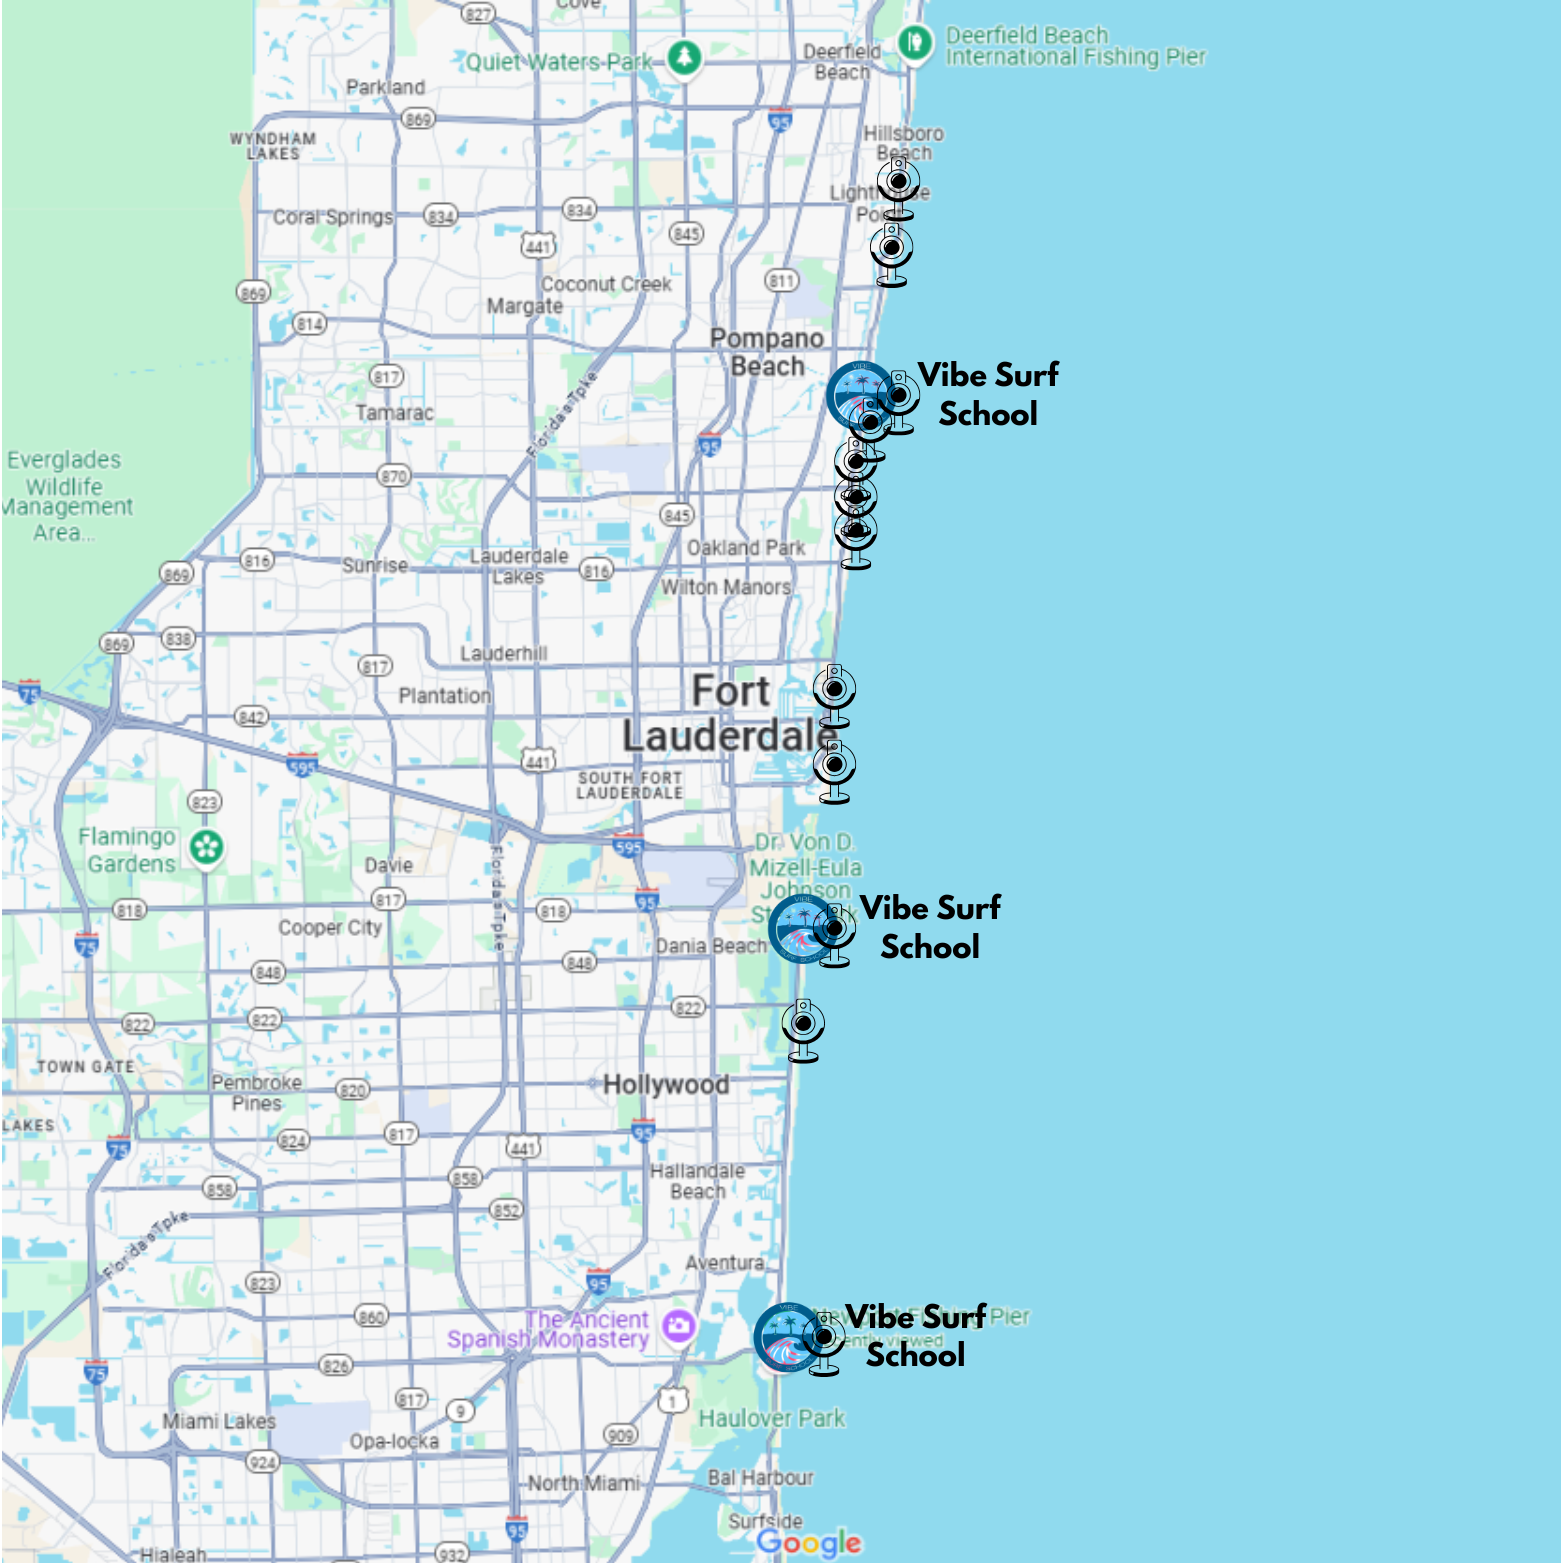 Cove
827
Deerfield Beach
International Fishing Pier
Deerfield
Beach
Quiet Waters Park
Parkland
869
95
WYNDHAM
LAKES
Hillsboro
Beach
Coral Springs
834
834
845
441
811
869
Coconut Creek
Margate
814
Pompano
Beach
VIBE
Vibe Surf
School
817
Tamarac
Florida's Tpke
95
Everglades
Wildlife
Management
Area...
870
845
Oakland Park
816
Sunrise
Lauderdale
Lakes
816
869
Wilton Manors
869
838
817
Lauderhill
Plantation
75
842
Fort
Lauderdale
595
441
SOUTH FORT
LAUDERDALE
823
Flamingo
Gardens
595
Dr. Von D.
Mizell-Eula
Johnson
Davie
Florida's Tpke
817
95
818
818
VIBE
SURF SCHOOL
Vibe Surf
School
75
Cooper City
Dania Beach
848
848
822
822
822
TOWN GATE
Pembroke
Pines
820
Hollywood
LAKES
824
817
95
441
75
Hallandale
Beach
858
858
852
Florida's Tpke
Aventura
823
95
860
The Ancient
Spanish Monastery
VIBE
Vibe Surf
School
Pier
826
75
817
9
1
Miami Lakes
Opa-locka
909
Haulover Park
924
North Miami
Bal Harbour
Surfside
95
Google
Hialeah
932